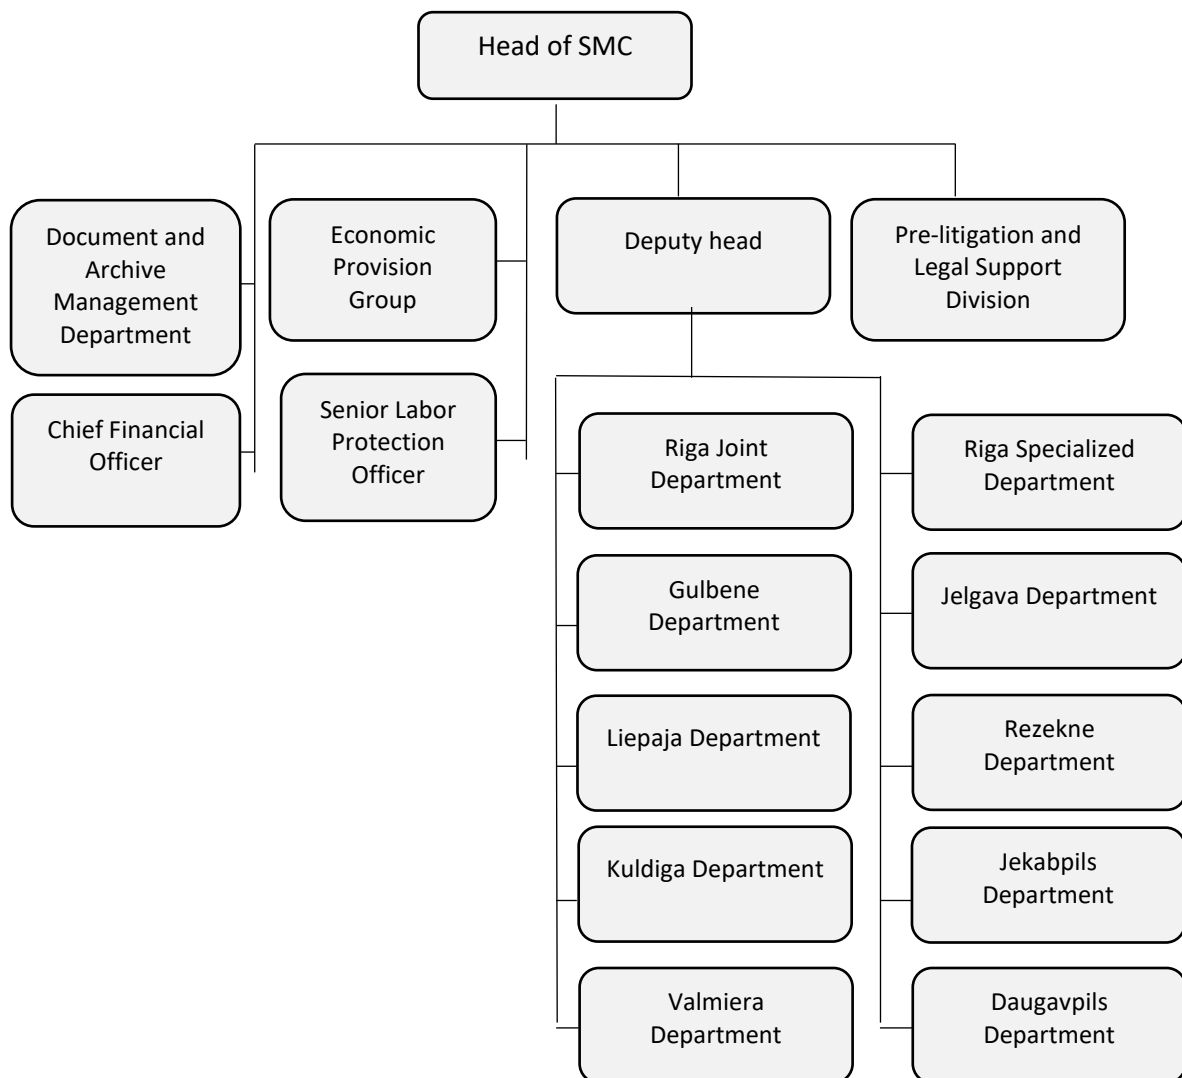 Head of SMC
Document and
Archive
Management
Department
Economic
Provision
Group
Deputy head
Pre-litigation and
Legal Support
Division
Chief Financial
Officer
Senior Labor
Protection
Officer
Riga Joint
Department
Riga Specialized
Department
Gulbene
Department
Jelgava Department
Liepaja Department
Rezekne
Department
Kuldiga Department
Jekabpils
Department
Valmiera
Department
Daugavpils
Department